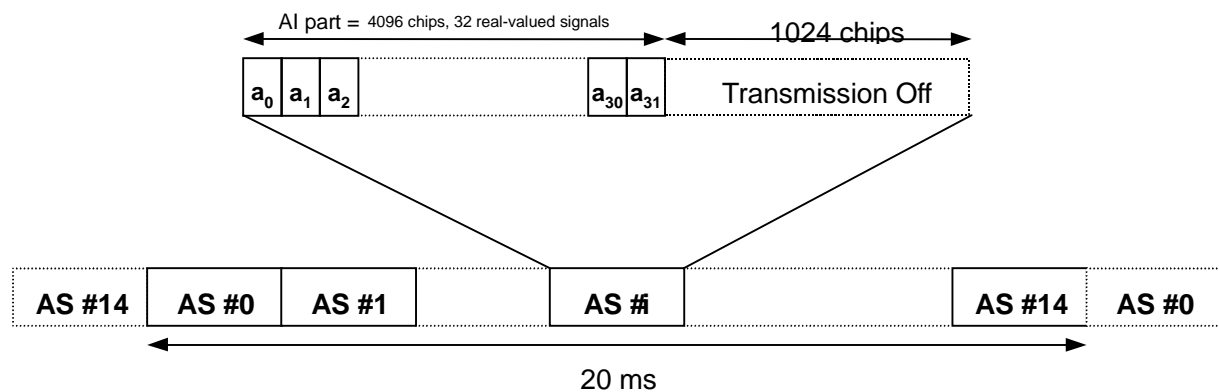 AI part = 4096 chips, 32 real-valued signals
1024 chips
a0 a1 a2 a30 a31 Transmission Off
AS #14 AS #0 AS #1 AS #i AS #14 AS #0
20 ms